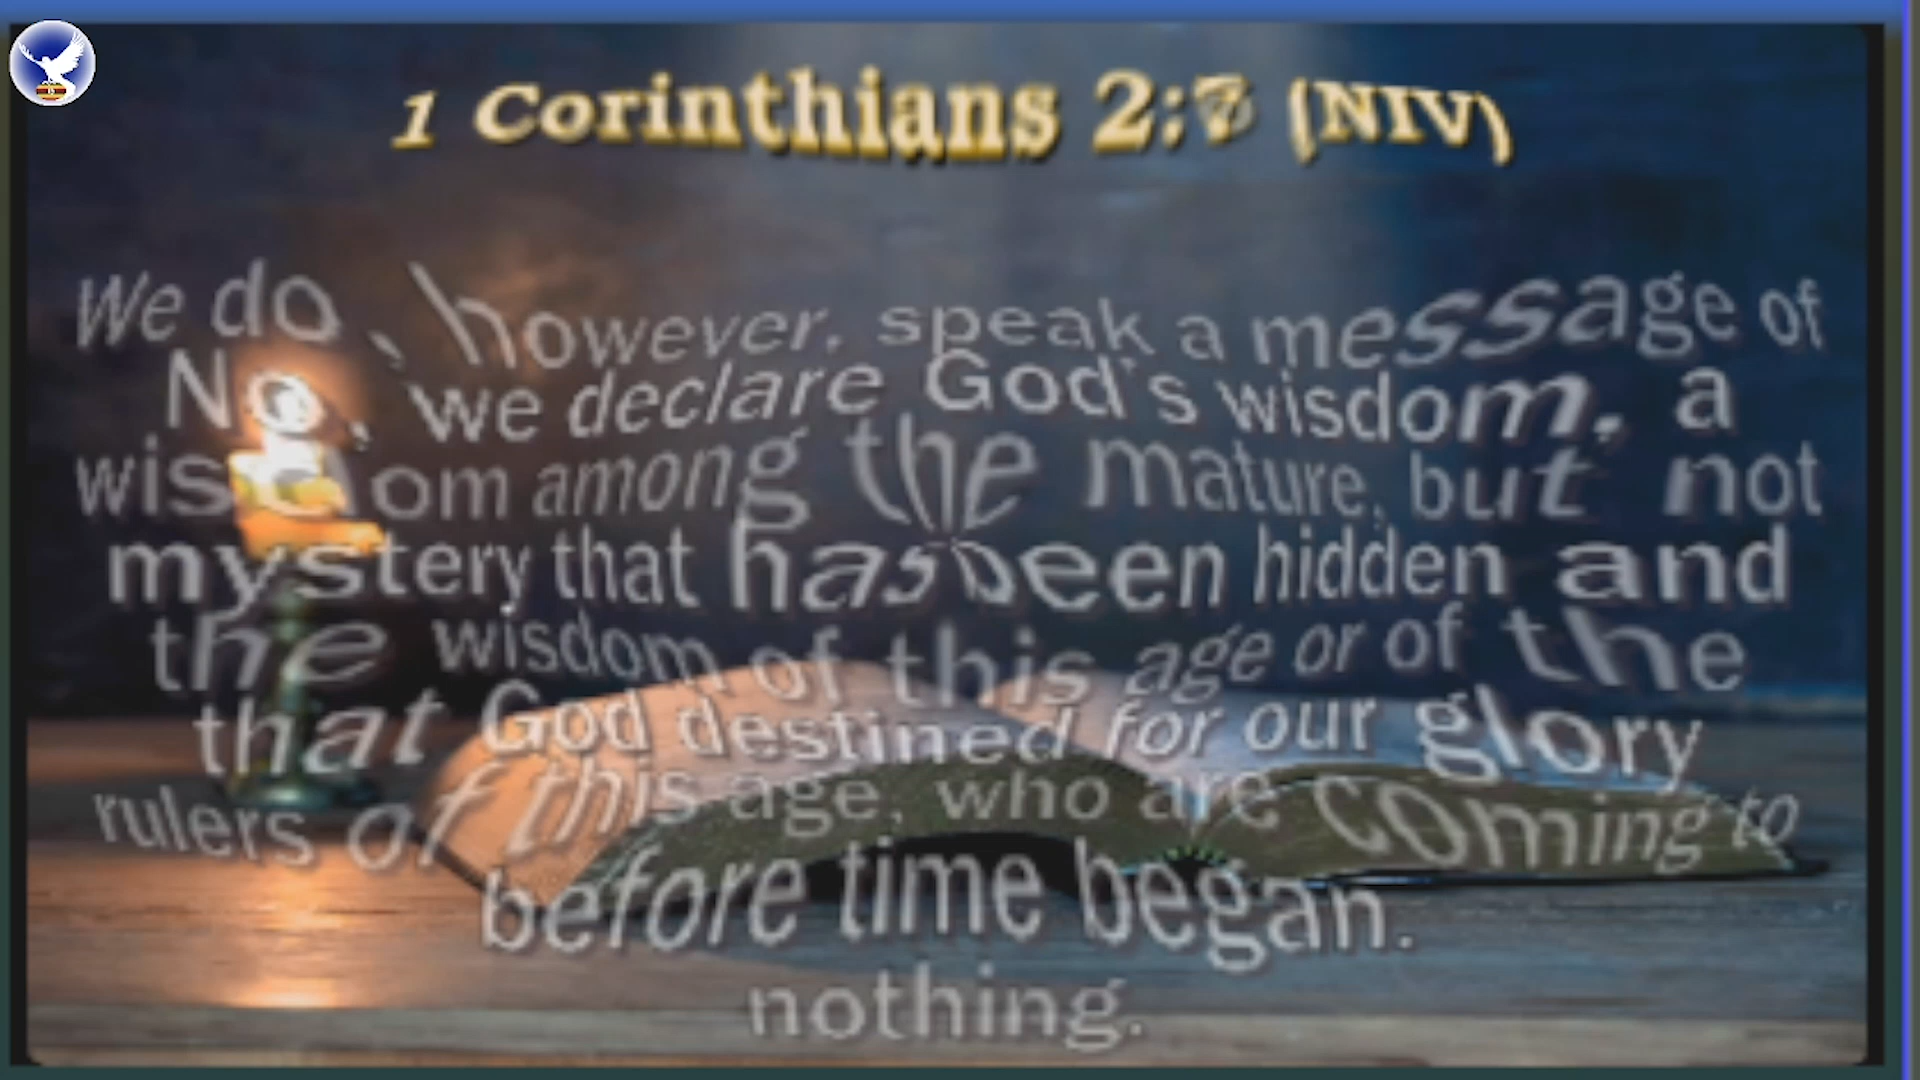 1 Corinthians 2:7 (NIV)
We do, however, speak a message of
No, we declare God's wisdom, a
wisdom among the mature, but not
mystery that has been hidden and
the wisdom of this age or of the
that God destined for our glory
rulers of this age, who are coming to
before time began.
nothing.